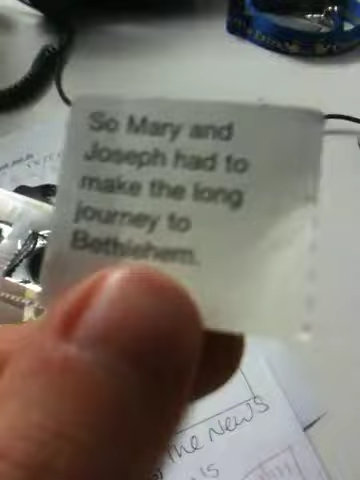 So Mary and
Joseph had to
make the long
journey to
Bethlehem.
the News